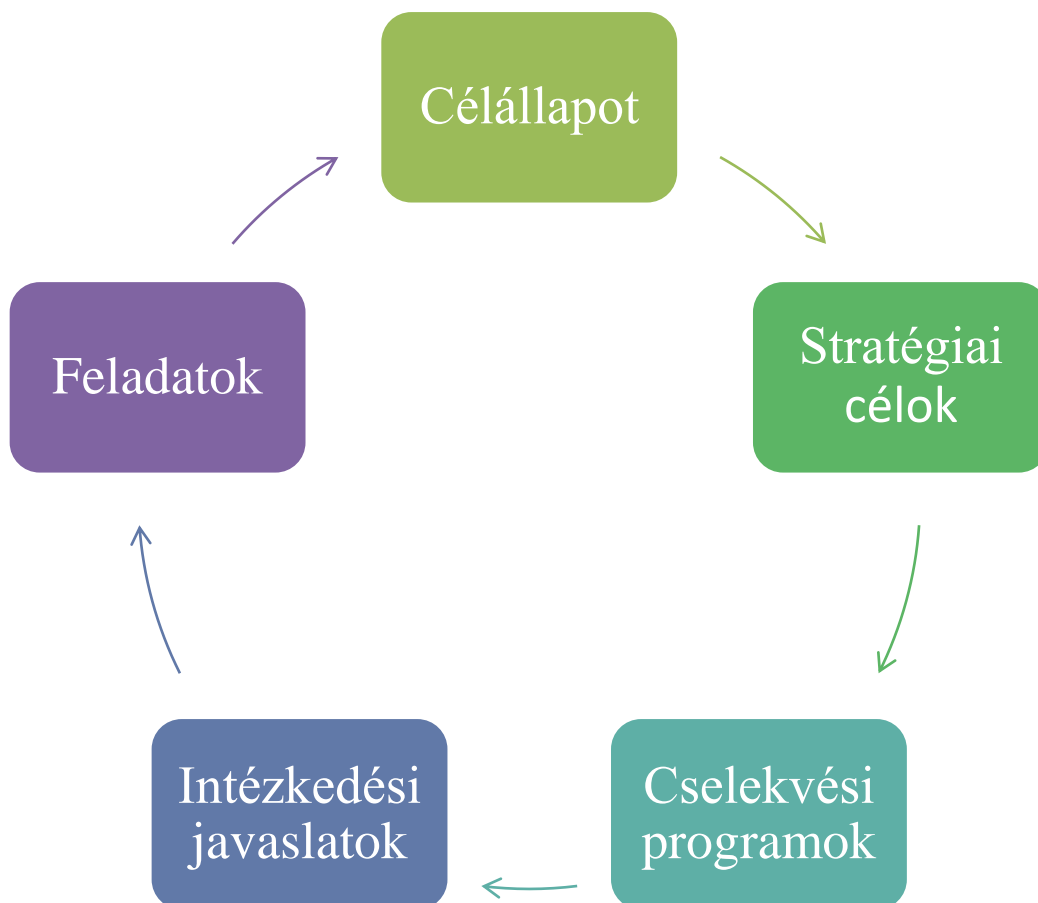 Célállapot
Stratégiai
célok
Cselekvési
programok
Intézkedési
javaslatok
Feladatok